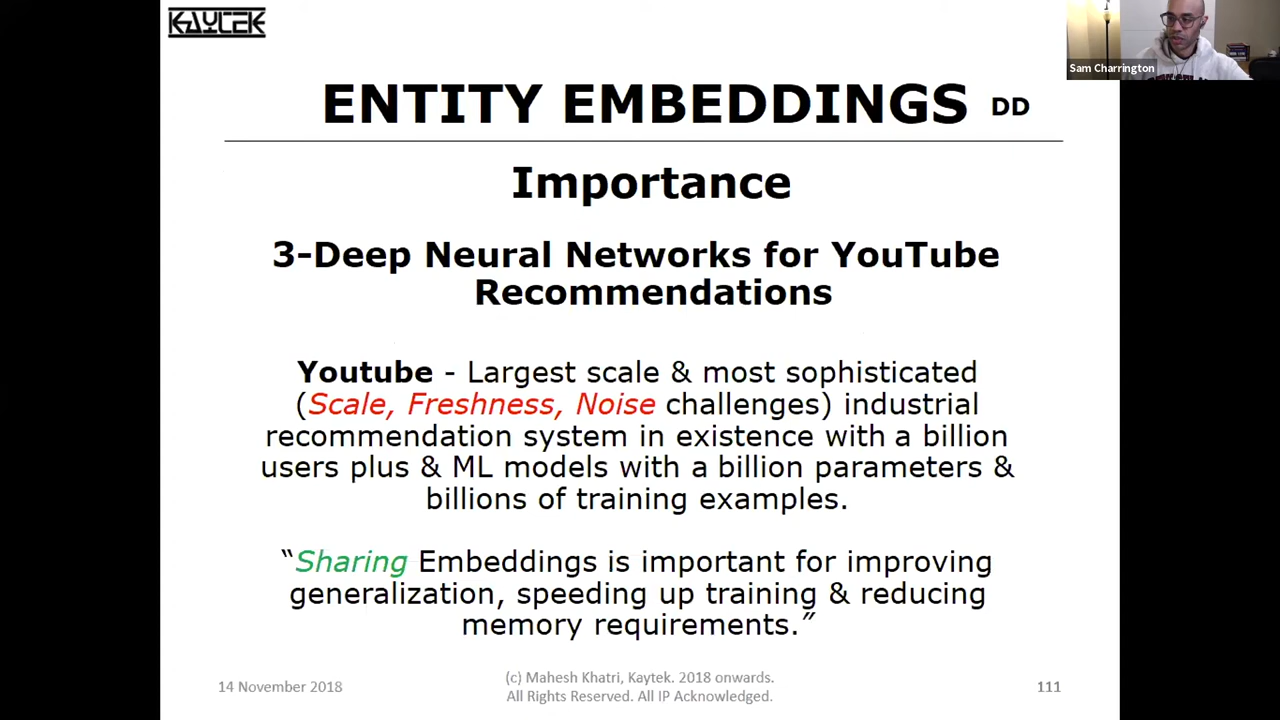 KAYTEK
Sam Charrington
ENTITY EMBEDDINGS DD
Importance
3-Deep Neural Networks for YouTube
Recommendations
Youtube - Largest scale & most sophisticated
(Scale, Freshness, Noise challenges) industrial
recommendation system in existence with a billion
users plus & ML models with a billion parameters &
billions of training examples.
“Sharing Embeddings is important for improving
generalization, speeding up training & reducing
memory requirements.”
14 November 2018
(c) Mahesh Khatri, Kaytek. 2018 onwards.
All Rights Reserved. All IP Acknowledged.
111